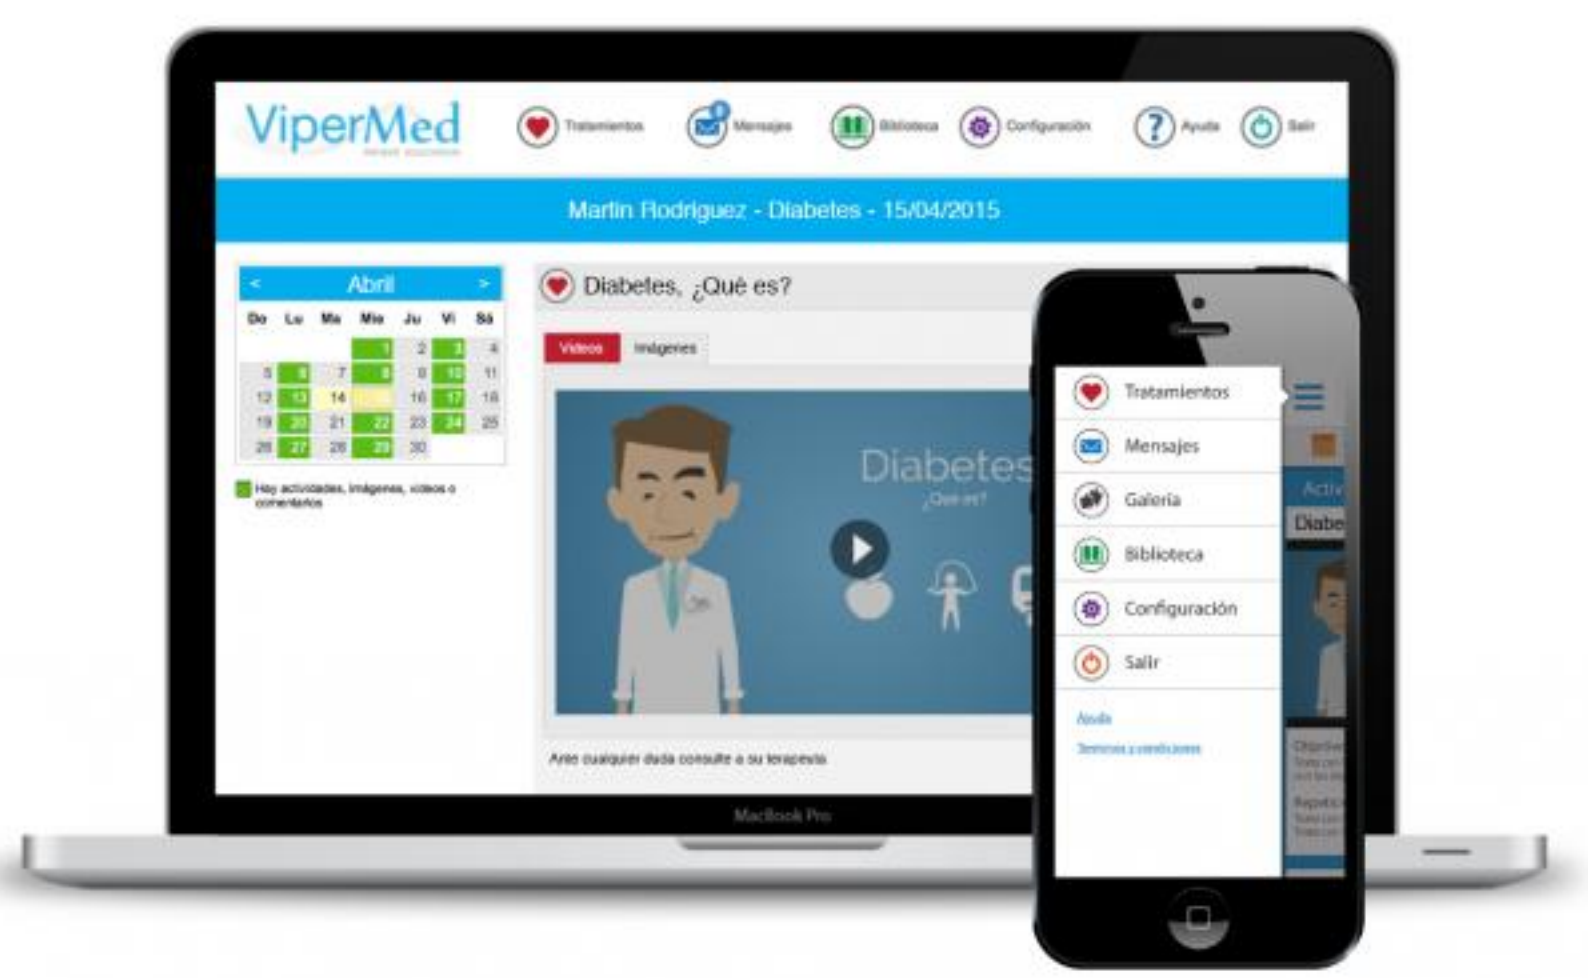 ViperMed
Tratamientos
Mensajes
Biblioteca
Configuración
? Ayuda
Salir
Martin Rodriguez - Diabetes - 15/04/2015
< Abril >
Do Lu Ma Mie Ju Vi Sá
1 2 3 4
5 6 7 8 9 10 11
12 13 14 15 16 17 18
19 20 21 22 23 24 25
26 27 28 29 30
Hay actividades, imágenes, videos o
comentarios
Diabetes, ¿Qué es?
Videos Imágenes
Diabetes
¿Qué es?
Ante cualquier duda consulte a su terapeuta
MacBook Pro
Tratamientos
Mensajes
Galería
Biblioteca
Configuración
Salir
Ayuda
Terminos y condiciones
Activ
Diabe